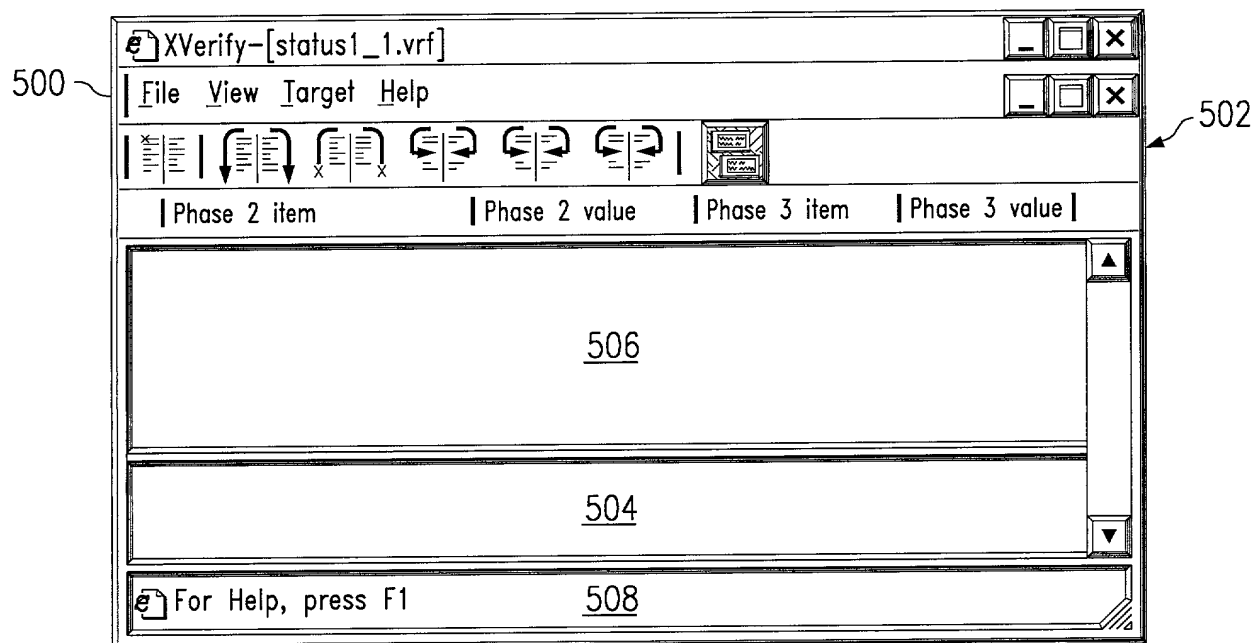 XVerify-[status1_1.vrf]
500
File View Target Help
502
Phase 2 item Phase 2 value Phase 3 item Phase 3 value
506
504
For Help, press F1 508